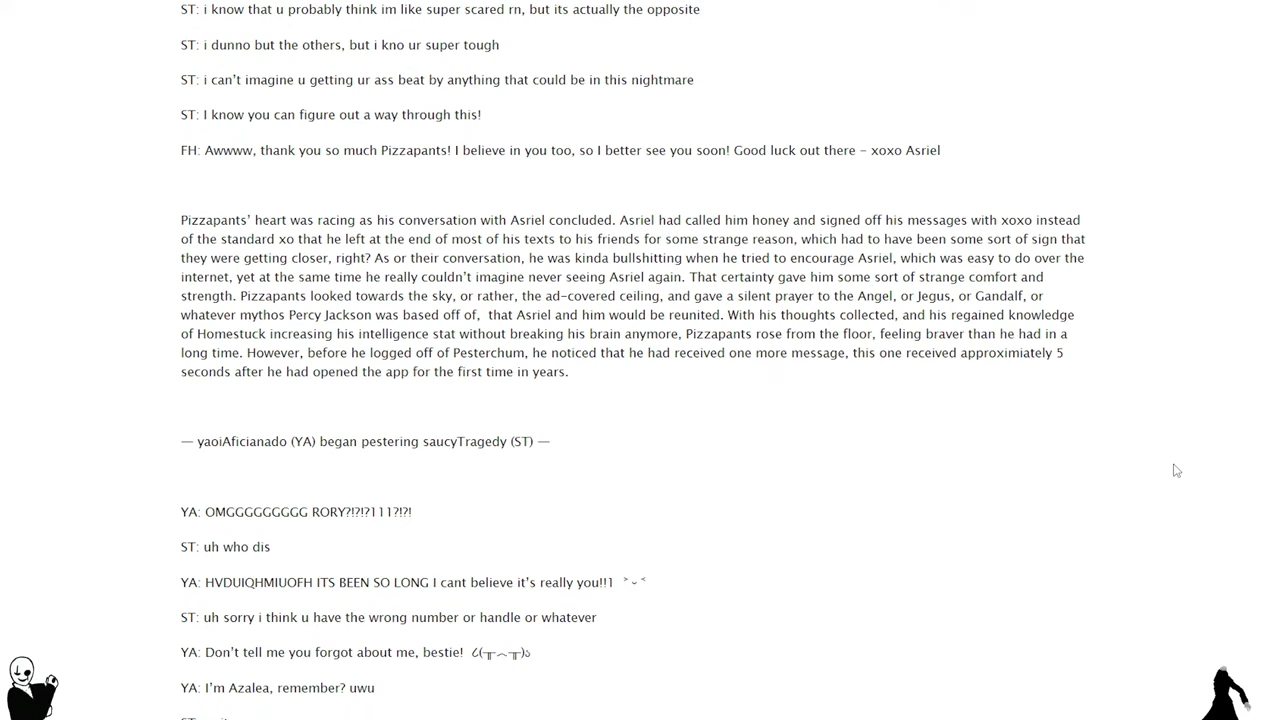 ST: i know that u probably think im like super scared rn, but its actually the opposite
ST: i dunno but the others, but i kno ur super tough
ST: i can't imagine u getting ur ass beat by anything that could be in this nightmare
ST: I know you can figure out a way through this!
FH: Awwww, thank you so much Pizzapants! I believe in you too, so I better see you soon! Good luck out there – xoxo Asriel
Pizzapants' heart was racing as his conversation with Asriel concluded. Asriel had called him honey and signed off his messages with xoxo instead
of the standard xo that he left at the end of most of his texts to his friends for some strange reason, which had to have been some sort of sign that
they were getting closer, right? As or their conversation, he was kinda bullshitting when he tried to encourage Asriel, which was easy to do over the
internet, yet at the same time he really couldn't imagine never seeing Asriel again. That certainty gave him some sort of strange comfort and
strength. Pizzapants looked towards the sky, or rather, the ad-covered ceiling, and gave a silent prayer to the Angel, or Jegus, or Gandalf, or
whatever mythos Percy Jackson was based off of,  that Asriel and him would be reunited. With his thoughts collected, and his regained knowledge
of Homestuck increasing his intelligence stat without breaking his brain anymore, Pizzapants rose from the floor, feeling braver than he had in a
long time. However, before he logged off of Pesterchum, he noticed that he had received one more message, this one received approximiately 5
seconds after he had opened the app for the first time in years.
— yaoiAficianado (YA) began pestering saucyTragedy (ST) —
YA: OMGGGGGGGGG RORY?!?!?111?!?!
ST: uh who dis
YA: HVDUIQHMIUOFH ITS BEEN SO LONG I cant believe it's really you!!1 ˃ ᵕ ˂
ST: uh sorry i think u have the wrong number or handle or whatever
YA: Don't tell me you forgot about me, bestie! ૮(╥﹏╥)ა
YA: I'm Azalea, remember? uwu